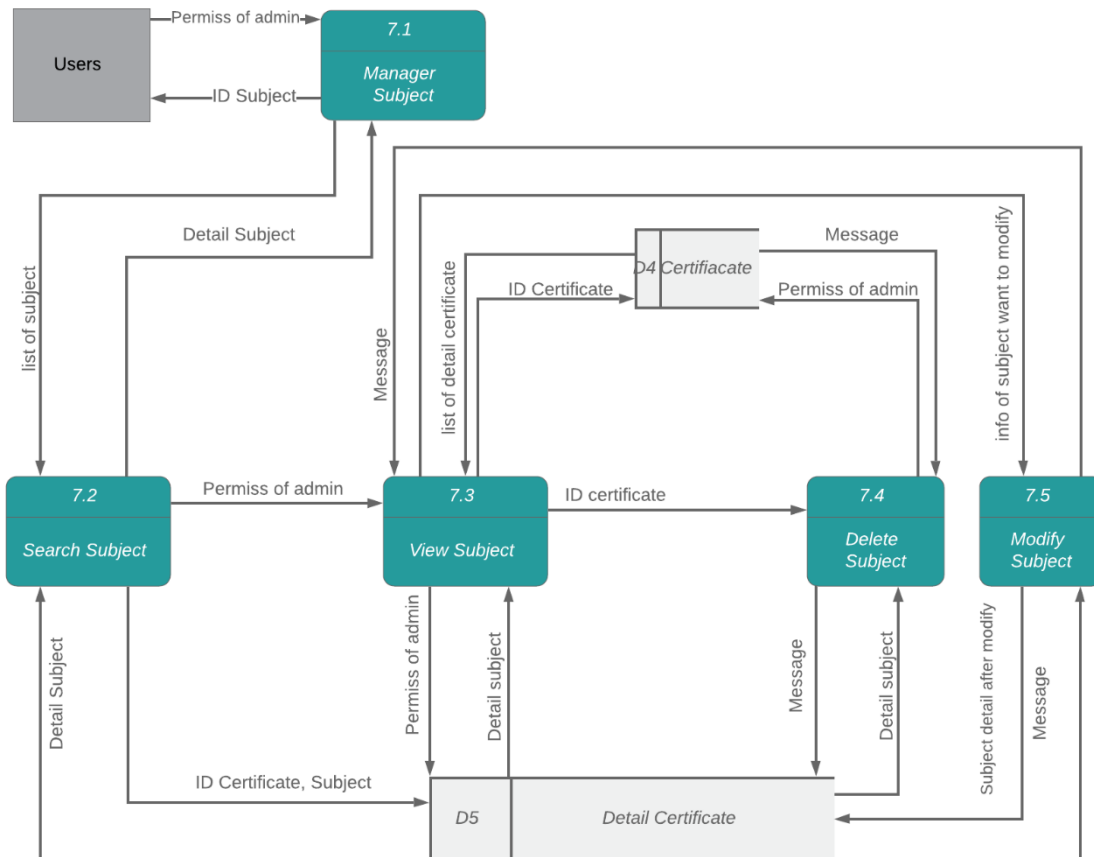 Permiss of admin
7.1
Users
Manager
Subject
ID Subject
Detail Subject
list of subject
Message
list of detail certificate
ID Certificate
D4 Certifiacate
Message
Permiss of admin
info of subject want to modify
7.2
Search Subject
Permiss of admin
7.3
View Subject
ID certificate
7.4
Delete
Subject
7.5
Modify
Subject
Detail Subject
Permiss of admin
Detail subject
Message
Detail subject
Subject detail after modify
Message
ID Certificate, Subject
D5
Detail Certificate